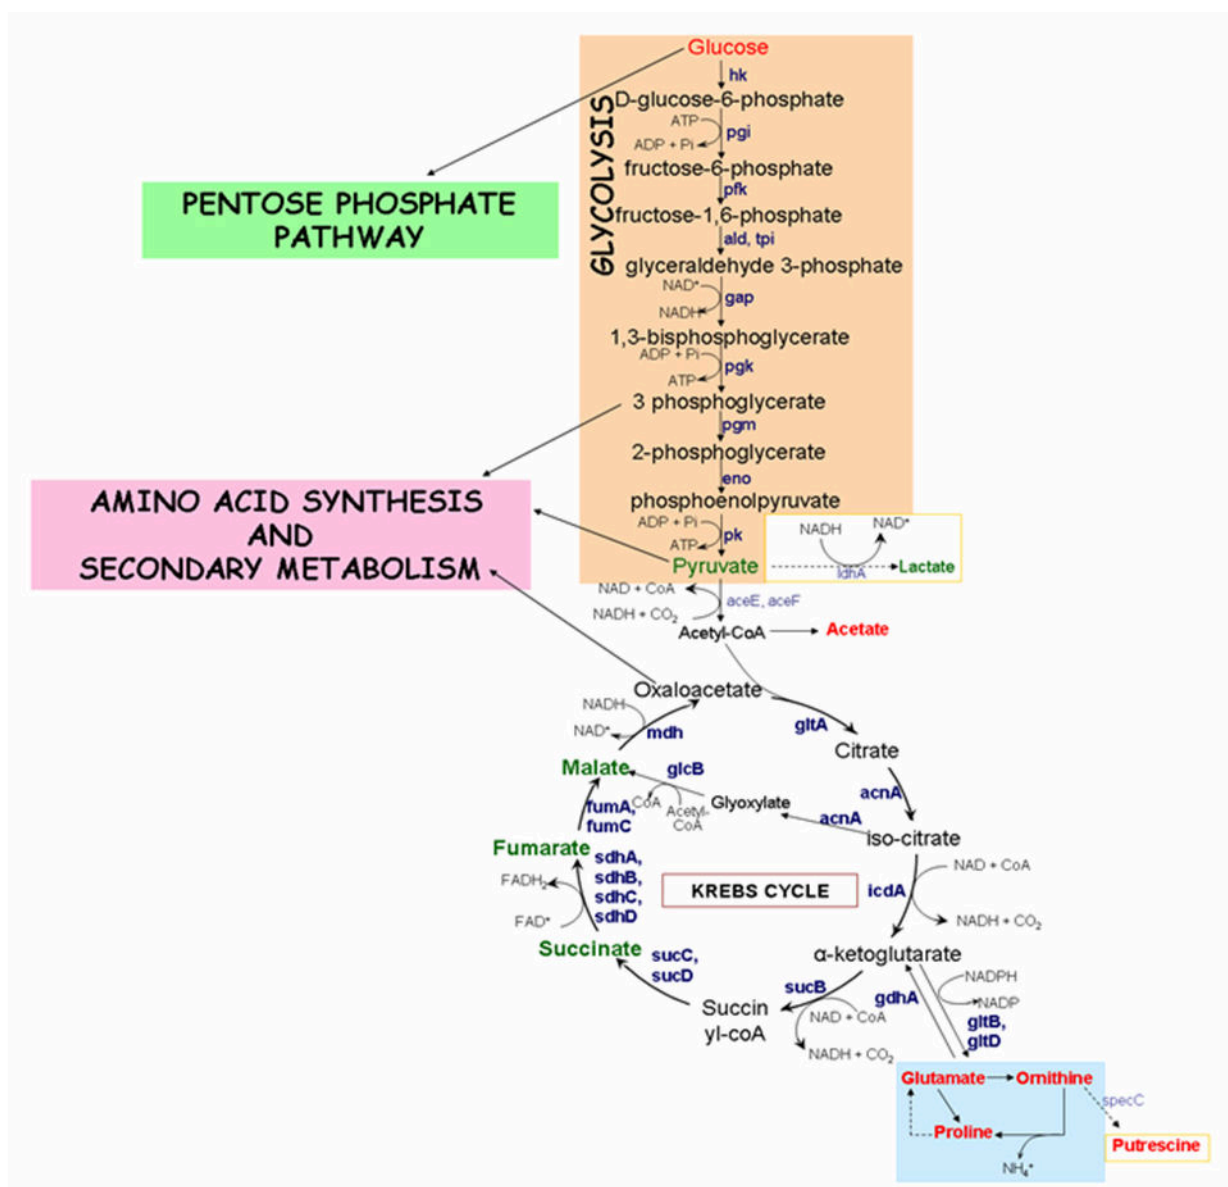 Glucose
hk
D-glucose-6-phosphate
ATP
pgi
ADP + Pi
fructose-6-phosphate
pfk
fructose-1,6-phosphate
ald, tpi
glyceraldehyde 3-phosphate
GLYCOLYSIS
PENTOSE PHOSPHATE
PATHWAY
NAD⁺
gap
NADH
1,3-bisphosphoglycerate
ADP + Pi
pgk
ATP
3 phosphoglycerate
pgm
2-phosphoglycerate
eno
phosphoenolpyruvate
ADP + Pi
pk
ATP
Pyruvate
NADH
NAD⁺
ldhA
Lactate
AMINO ACID SYNTHESIS
AND
SECONDARY METABOLISM
NAD + CoA
aceE, aceF
NADH + CO₂
Acetyl-CoA
Acetate
Oxaloacetate
NADH
NAD⁺
mdh
gltA
Citrate
Malate
glcB
CoA
Acetyl-
CoA
Glyoxylate
acnA
acnA
iso-citrate
fumA,
fumC
Fumarate
sdhA,
sdhB,
sdhC,
sdhD
FADH₂
FAD⁺
KREBS CYCLE
icdA
NAD + CoA
NADH + CO₂
Succinate
sucC,
sucD
α-ketoglutarate
sucB
gdhA
NADPH
NADP
gltB,
gltD
Succin
yl-coA
NAD + CoA
NADH + CO₂
Glutamate
Ornithine
specC
Proline
Putrescine
NH₄⁺